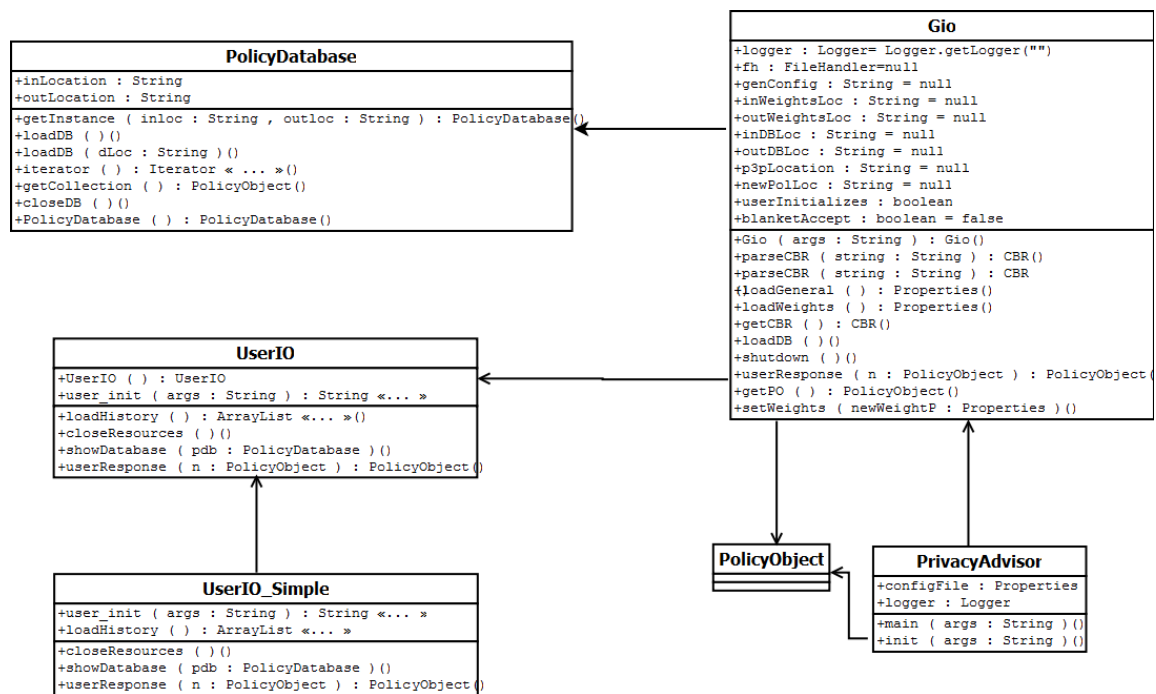 PolicyDatabase
+inLocation : String
+outLocation : String
+getInstance ( inloc : String , outloc : String ) : PolicyDatabase()
+loadDB ( )()
+loadDB ( dLoc : String )()
+iterator ( ) : Iterator « ... »()
+getCollection ( ) : PolicyObject()
+closeDB ( )()
+PolicyDatabase ( ) : PolicyDatabase()
Gio
+logger : Logger= Logger.getLogger("")
+fh : FileHandler=null
+genConfig : String = null
+inWeightsLoc : String = null
+outWeightsLoc : String = null
+inDBLoc : String = null
+outDBLoc : String = null
+p3pLocation : String = null
+newPolLoc : String = null
+userInitializes : boolean
+blanketAccept : boolean = false
+Gio ( args : String ) : Gio()
+parseCBR ( string : String ) : CBR()
+parseCBR ( string : String ) : CBR
()
+loadGeneral ( ) : Properties()
+loadWeights ( ) : Properties()
+getCBR ( ) : CBR()
+loadDB ( )()
+shutdown ( )()
+userResponse ( n : PolicyObject ) : PolicyObject()
+getPO ( ) : PolicyObject()
+setWeights ( newWeightP : Properties )()
UserIO
+UserIO ( ) : UserIO
+user_init ( args : String ) : String «... »
+loadHistory ( ) : ArrayList «... »()
+closeResources ( )()
+showDatabase ( pdb : PolicyDatabase )()
+userResponse ( n : PolicyObject ) : PolicyObject()
UserIO_Simple
+user_init ( args : String ) : String «... »
+loadHistory ( ) : ArrayList «... »
+closeResources ( )()
+showDatabase ( pdb : PolicyDatabase )()
+userResponse ( n : PolicyObject ) : PolicyObject()
PolicyObject
PrivacyAdvisor
+configFile : Properties
+logger : Logger
+main ( args : String )()
+init ( args : String )()